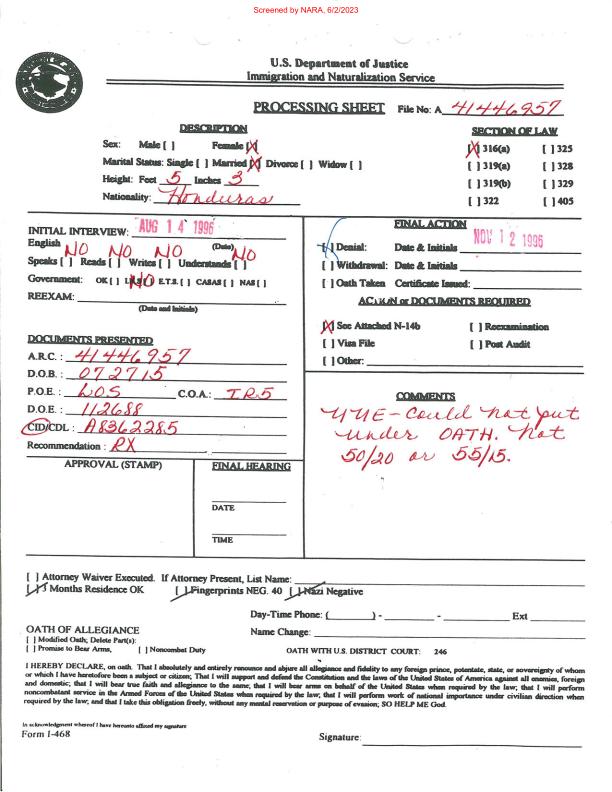 Screened by NARA, 6/2/2023
U.S. Department of Justice
Immigration and Naturalization Service
PROCESSING SHEET File No: A 41446957
DESCRIPTION SECTION OF LAW
Sex: Male [ ] Female [X] [X] 316(a) [ ] 325
Marital Status: Single [ ] Married [X] Divorce [ ] Widow [ ] [ ] 319(a) [ ] 328
Height: Feet 5 Inches 3 [ ] 319(b) [ ] 329
Nationality: Honduras [ ] 322 [ ] 405
INITIAL INTERVIEW: AUG 14 1996
English (Date)
NO NO NO NO
Speaks [ ] Reads [ ] Writes [ ] Understands [ ]
Government: OK [ ] NO E.T.S. [ ] CASAS [ ] NAS [ ]
REEXAM:
(Date and Initials)
FINAL ACTION
[ ] Denial: Date & Initials NOV 12 1996
[ ] Withdrawal: Date & Initials
[ ] Oath Taken Certificate Issued:
ACTION or DOCUMENTS REQUIRED
[X] See Attached N-14b [ ] Reexamination
[ ] Visa File [ ] Post Audit
[ ] Other:
DOCUMENTS PRESENTED
A.R.C. : 41446957
D.O.B. : 072715
P.O.E. : LOS C.O.A. : IR5
D.O.E. : 112688
CID/CDL : A8362285
Recommendation : RX
COMMENTS
could not put
under OATH. not
50/20 or 55/15.
APPROVAL (STAMP) FINAL HEARING
DATE
TIME
[ ] Attorney Waiver Executed. If Attorney Present, List Name:
[✓] 3 Months Residence OK [✓] Fingerprints NEG. 40 [✓] Nazi Negative
Day-Time Phone: ( ) - - Ext
OATH OF ALLEGIANCE Name Change:
[ ] Modified Oath; Delete Part(s):
[ ] Promise to Bear Arms, [ ] Noncombat Duty OATH WITH U.S. DISTRICT COURT: 246
I HEREBY DECLARE, on oath. That I absolutely and entirely renounce and abjure all allegiance and fidelity to any foreign prince, potentate, state, or sovereignty of whom
or which I have heretofore been a subject or citizen; That I will support and defend the Constitution and the laws of the United States of America against all enemies, foreign
and domestic; that I will bear true faith and allegiance to the same; that I will bear arms on behalf of the United States when required by the law; that I will perform
noncombatant service in the Armed Forces of the United States when required by the law; that I will perform work of national importance under civilian direction when
required by the law; and that I take this obligation freely, without any mental reservation or purpose of evasion; SO HELP ME God.
In acknowledgment whereof I have hereunto affixed my signature
Form I-468 Signature: